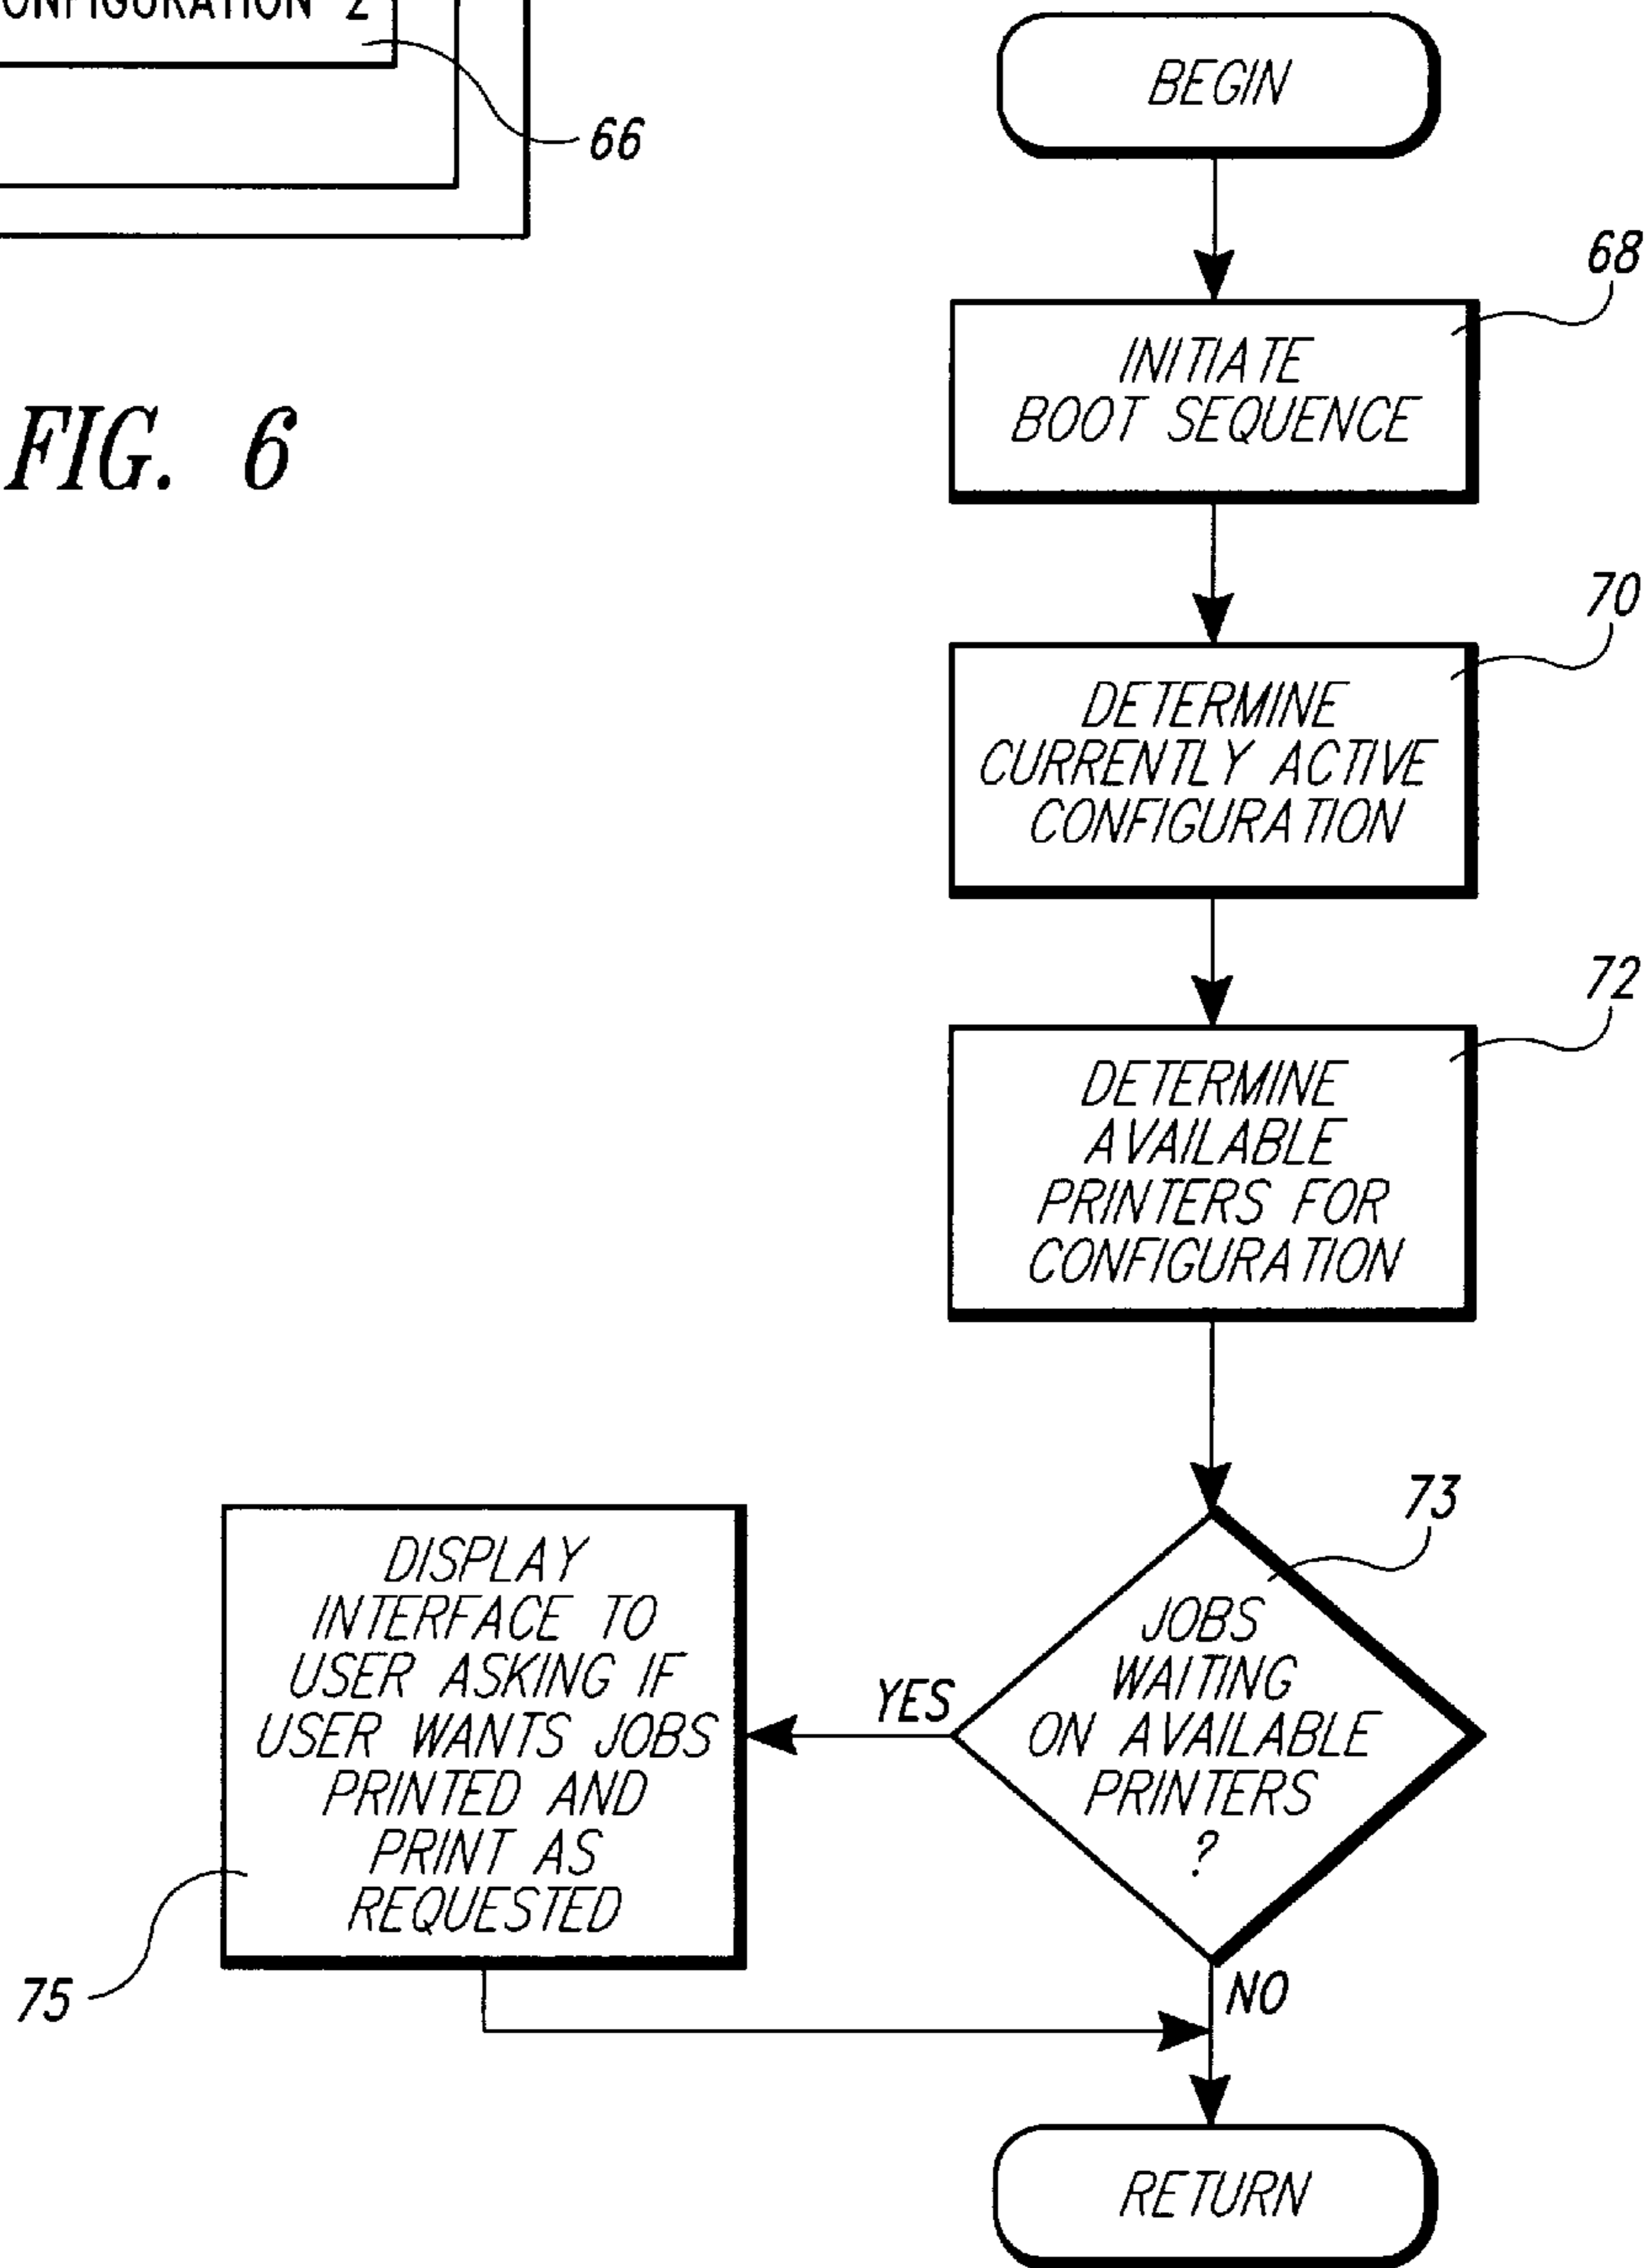 CONFIGURATION 2
66
FIG. 6
BEGIN
68
INITIATE
BOOT SEQUENCE
70
DETERMINE
CURRENTLY ACTIVE
CONFIGURATION
72
DETERMINE
AVAILABLE
PRINTERS FOR
CONFIGURATION
73
JOBS
WAITING
ON AVAILABLE
PRINTERS
?
YES
DISPLAY
INTERFACE TO
USER ASKING IF
USER WANTS JOBS
PRINTED AND
PRINT AS
REQUESTED
75
NO
RETURN